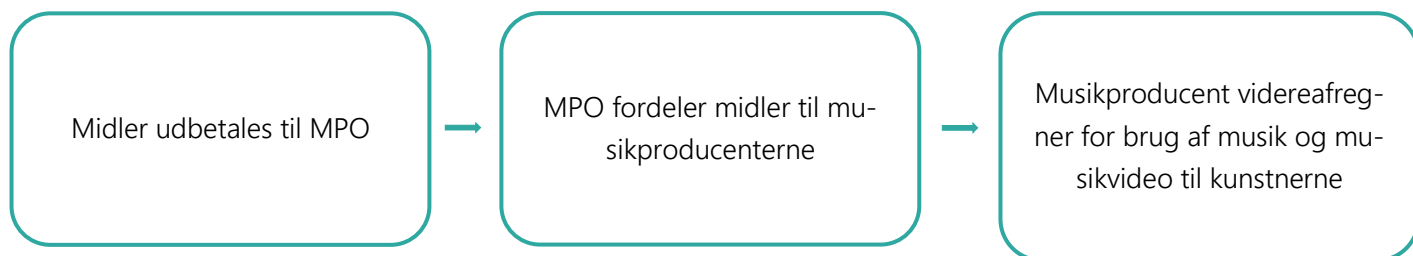 Midler udbetales til MPO
MPO fordeler midler til mu-
sikproducenterne
Musikproducent videreafreg-
ner for brug af musik og mu-
sikvideo til kunstnerne